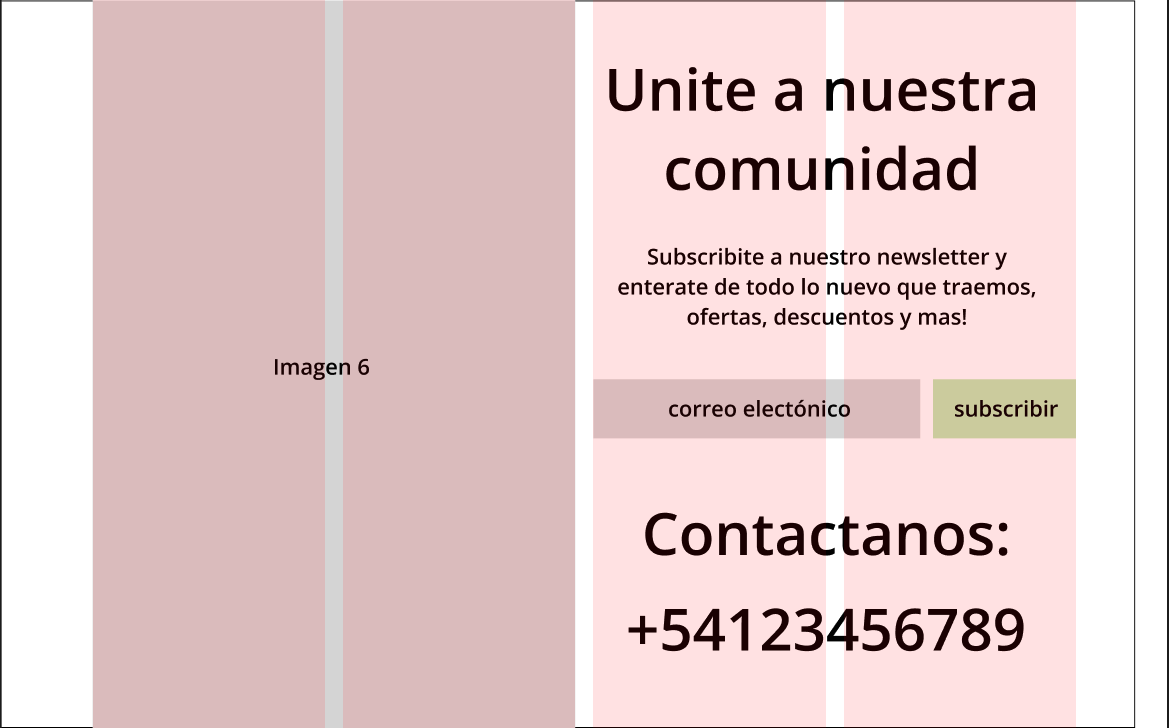 Imagen 6
Unite a nuestra
comunidad
Subscribite a nuestro newsletter y
enterate de todo lo nuevo que traemos,
ofertas, descuentos y mas!
correo electónico
subscribir
Contactanos:
+54123456789